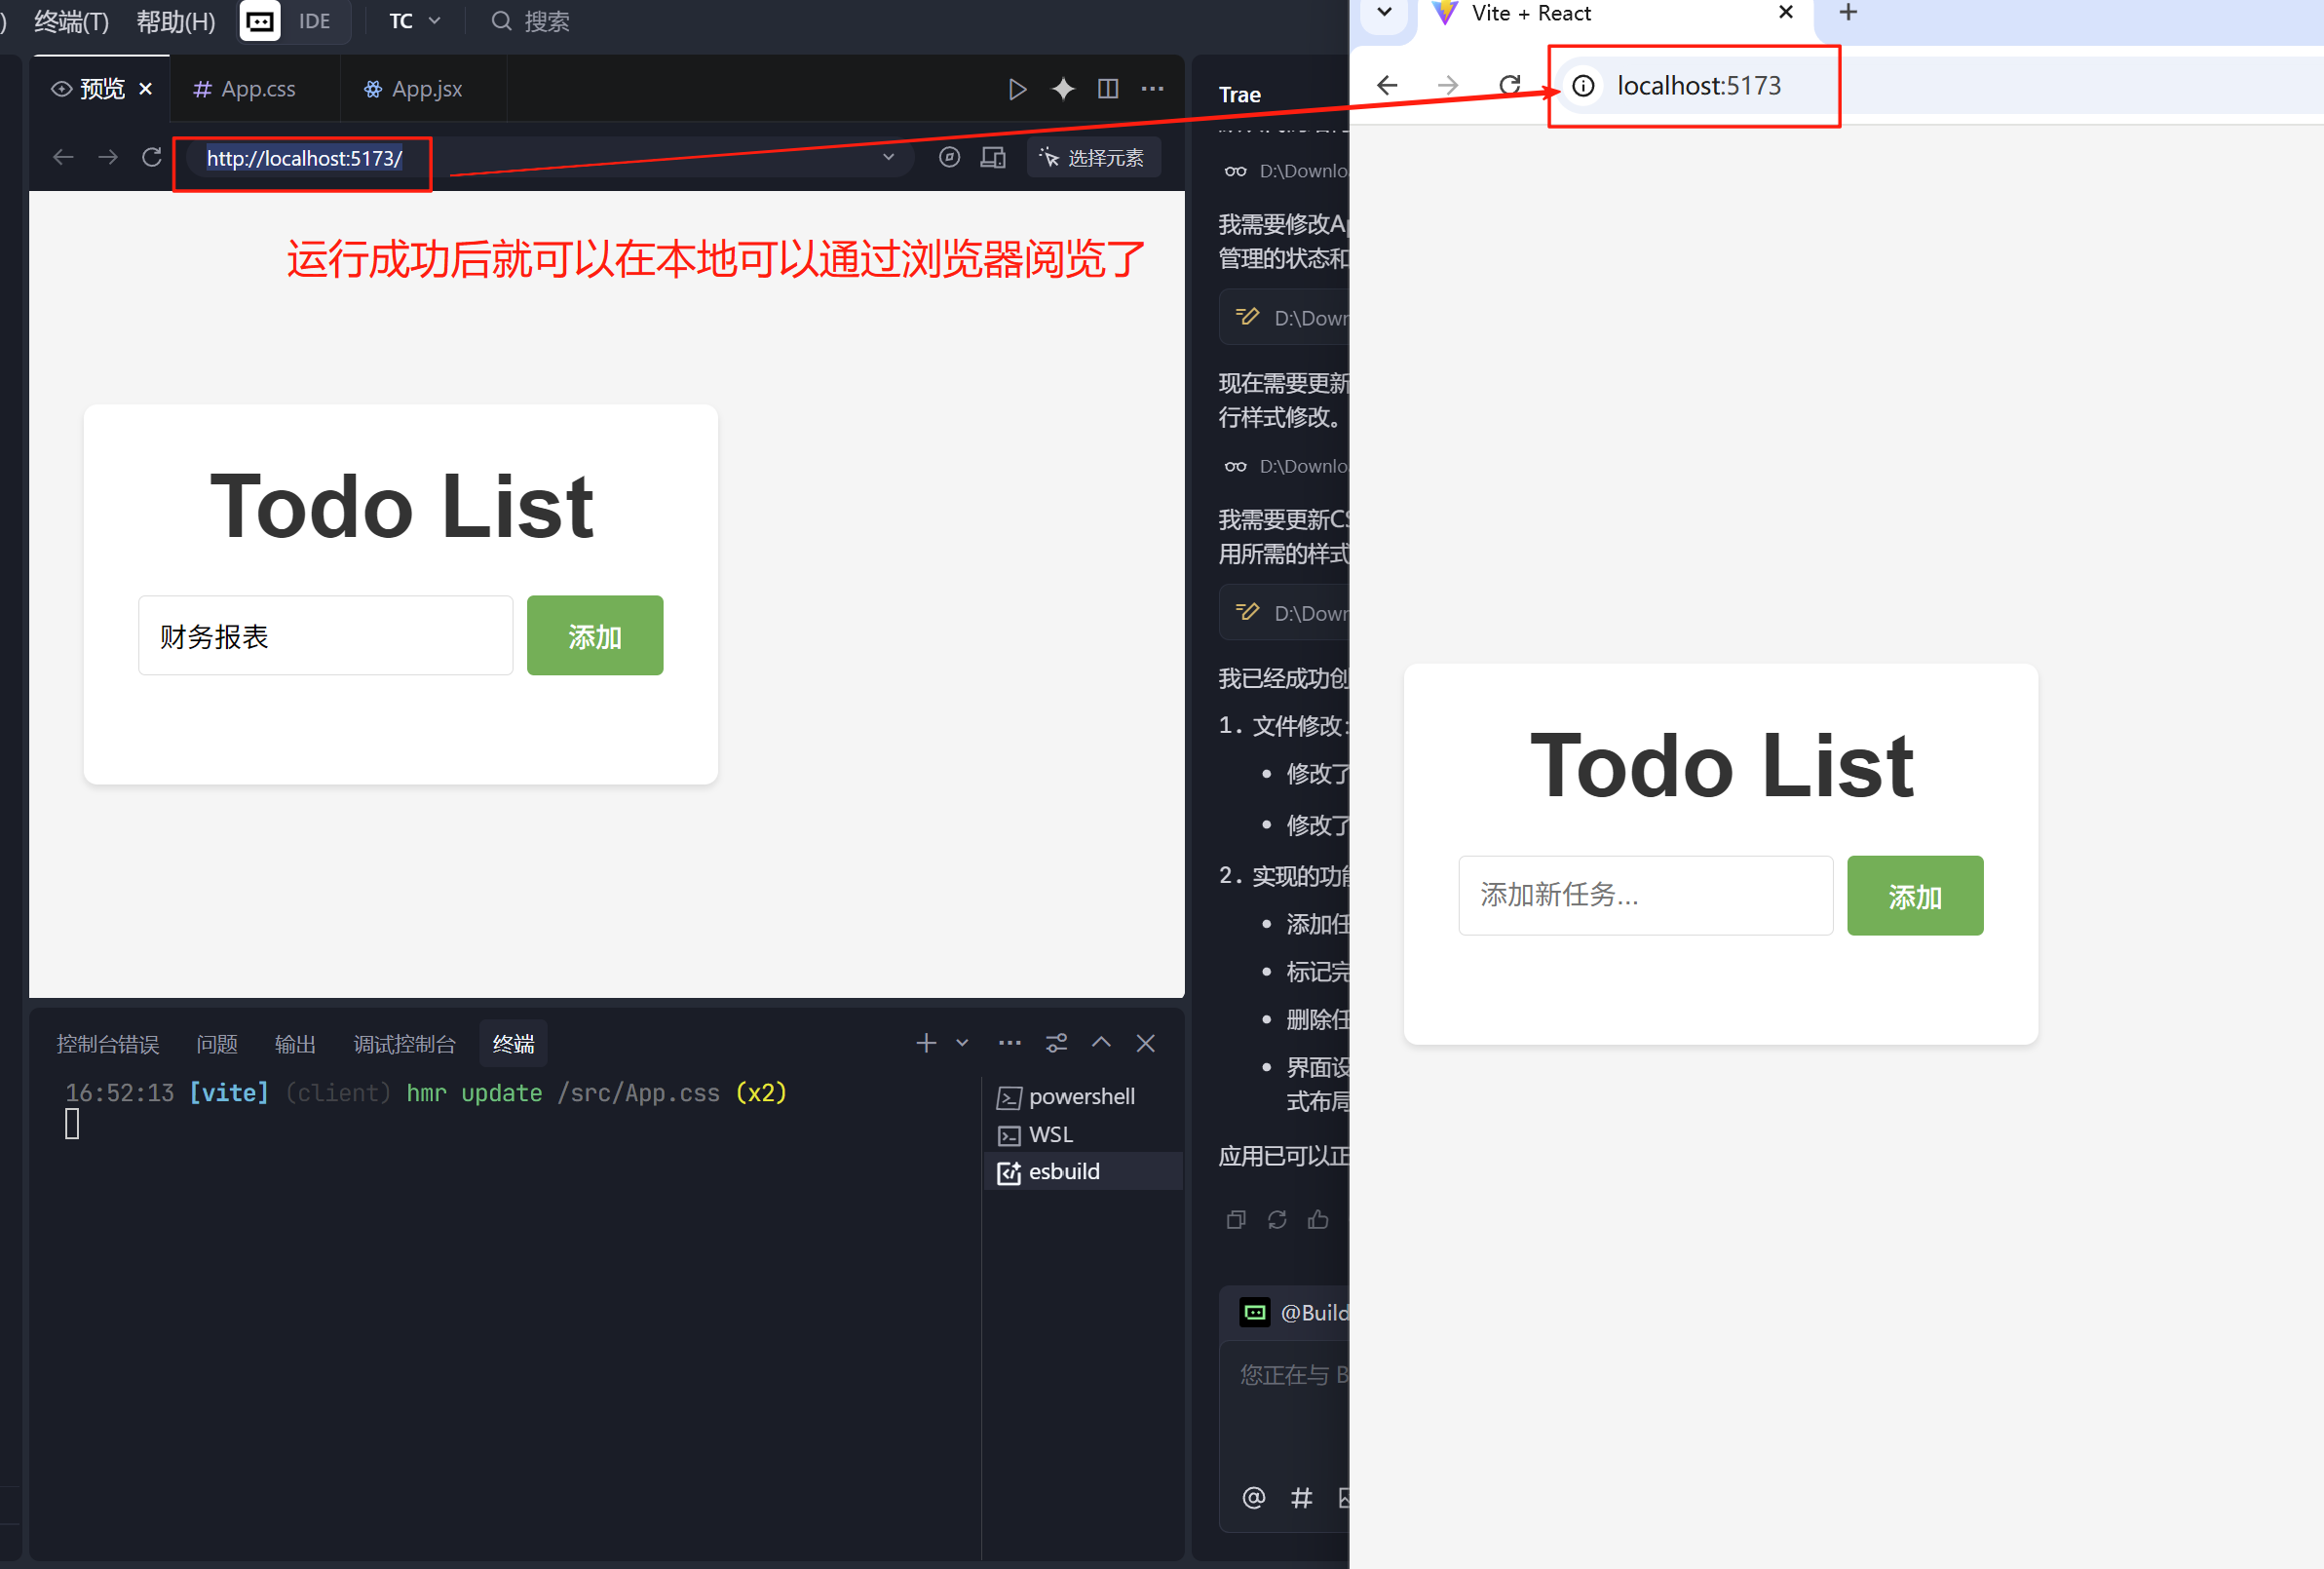 ) 终端(T) 帮助(H) IDE TC 搜索
预览 App.css App.jsx
http://localhost:5173/ 选择元素
运行成功后就可以在本地可以通过浏览器阅览了
Todo List
财务报表 添加
控制台错误 问题 输出 调试控制台 终端
16:52:13 [vite] (client) hmr update /src/App.css (x2)
powershell
WSL
esbuild
Trae
D:\Downlo
我需要修改Ap
管理的状态和
D:\Down
现在需要更新
行样式修改。
D:\Downlo
我需要更新CS
用所需的样式
D:\Down
我已经成功创
1. 文件修改:
修改了
修改了
2. 实现的功能
添加任
标记完
删除任
界面设
式布局
应用已可以正
@Build
您正在与 B
@ #
Vite + React
localhost:5173
Todo List
添加新任务... 添加